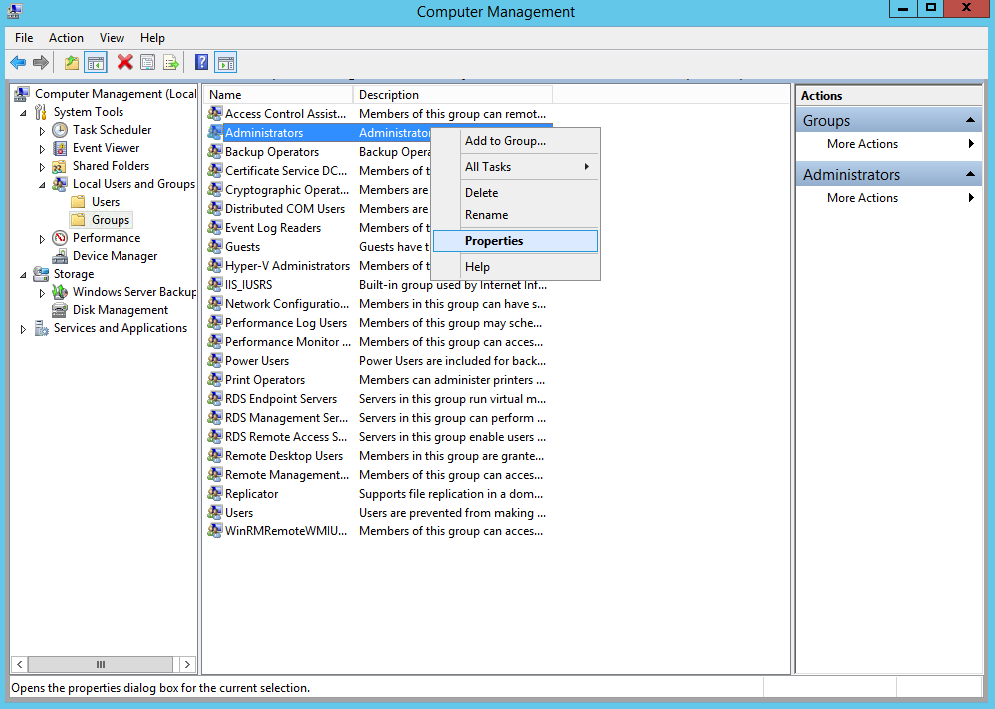 Computer Management
File Action View Help
Computer Management (Local
System Tools
Task Scheduler
Event Viewer
Shared Folders
Local Users and Groups
Users
Groups
Performance
Device Manager
Storage
Windows Server Backup
Disk Management
Services and Applications
Name Description
Access Control Assist... Members of this group can remot...
Administrators Administrator
Backup Operators Backup Opera
Certificate Service DC... Members of t
Cryptographic Operat... Members are
Distributed COM Users Members are
Event Log Readers Members of t
Guests Guests have t
Hyper-V Administrators Members of t
IIS_IUSRS Built-in group used by Internet Inf...
Network Configuratio... Members in this group can have s...
Performance Log Users Members of this group may sche...
Performance Monitor ... Members of this group can acces...
Power Users Power Users are included for back...
Print Operators Members can administer printers ...
RDS Endpoint Servers Servers in this group run virtual m...
RDS Management Ser... Servers in this group can perform ...
RDS Remote Access S... Servers in this group enable users ...
Remote Desktop Users Members in this group are grante...
Remote Management... Members of this group can acces...
Replicator Supports file replication in a dom...
Users Users are prevented from making ...
WinRMRemoteWMIU... Members of this group can acces...
Add to Group...
All Tasks
Delete
Rename
Properties
Help
Actions
Groups
More Actions
Administrators
More Actions
Opens the properties dialog box for the current selection.